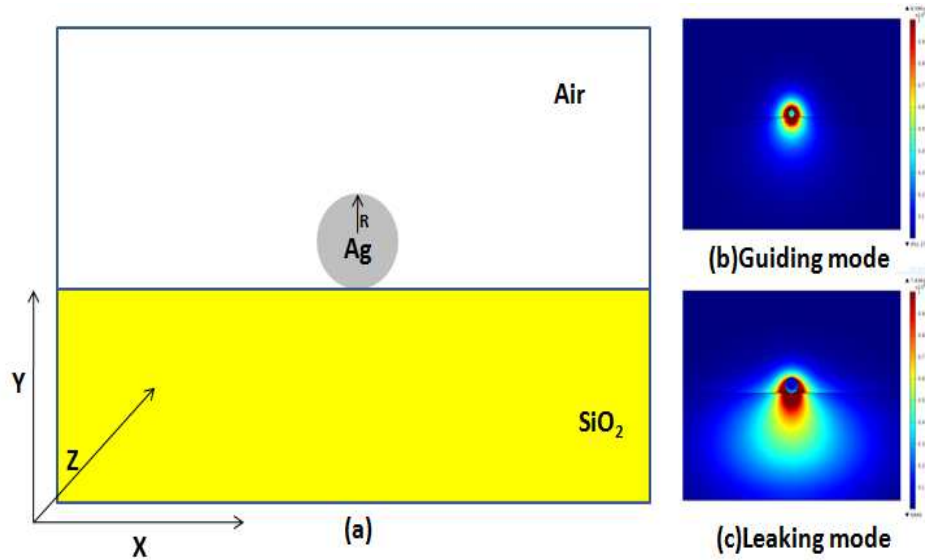 Air
R
Ag
Y
Z
SiO₂
X
(a)
(b)Guiding mode
(c)Leaking mode